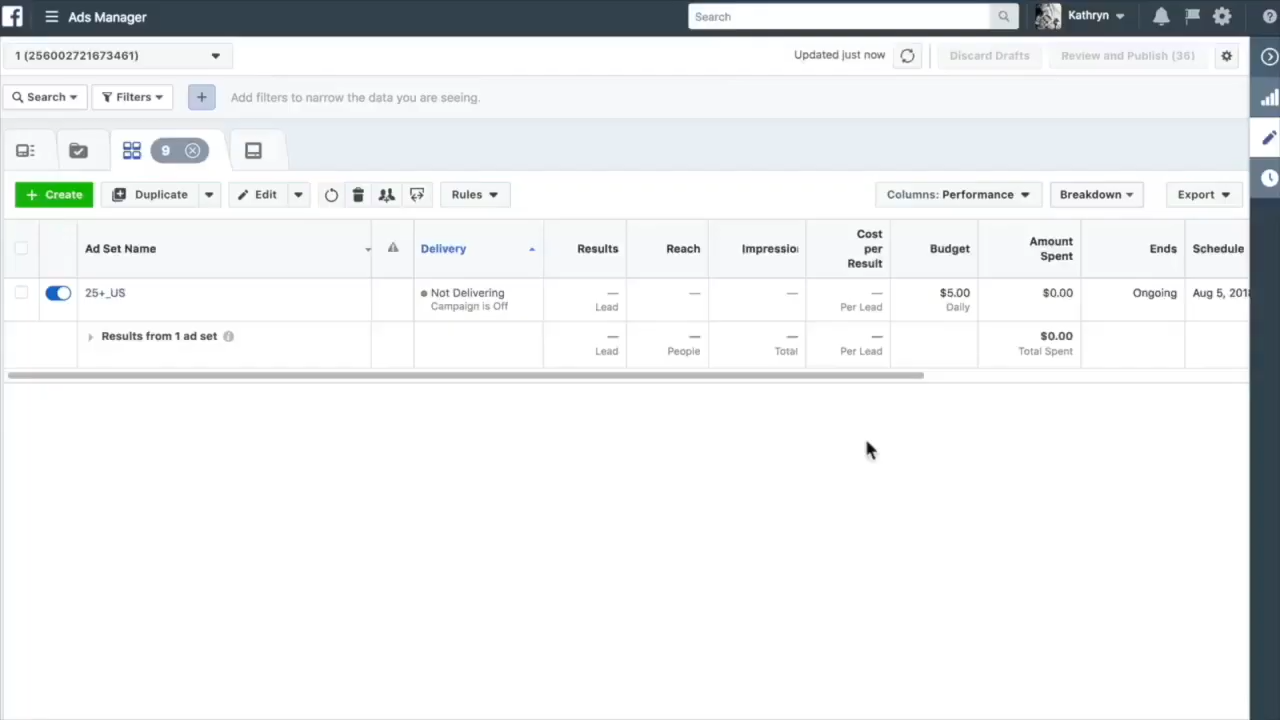 Ads Manager
Search
Kathryn
1 (256002721673461)
Updated just now
Discard Drafts
Review and Publish (36)
Search
Filters
+
Add filters to narrow the data you are seeing.
9
+ Create
Duplicate
Edit
Rules
Columns: Performance
Breakdown
Export
Ad Set Name
Delivery
Results
Reach
Impressio
Cost per Result
Budget
Amount Spent
Ends
Schedule
25+_US
Not Delivering
Campaign is Off
—
Lead
—
—
—
Per Lead
$5.00
Daily
$0.00
Ongoing
Aug 5, 201
Results from 1 ad set
—
Lead
—
People
—
Total
—
Per Lead
$0.00
Total Spent